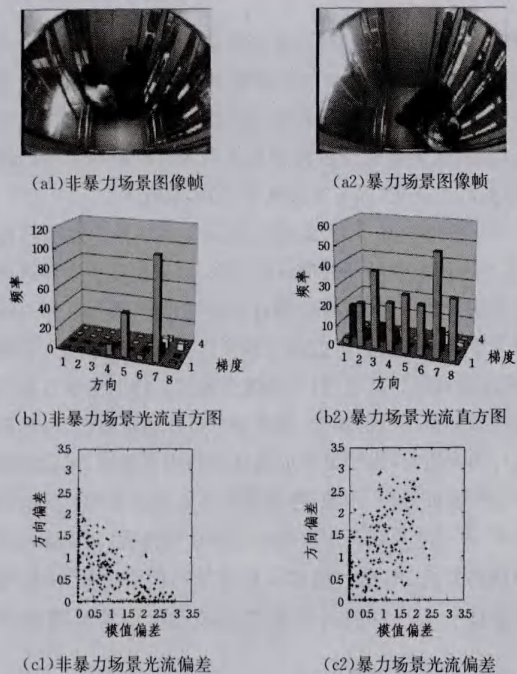 (a1)非暴力场景图像帧
(a2)暴力场景图像帧
120
100
80
60
40
20
0
频率
1 2 3 4 5 6 7 8
方向
4
1
梯度
60
50
40
30
20
10
0
频率
1 2 3 4 5 6 7 8
方向
4
1
梯度
(b1)非暴力场景光流直方图
(b2)暴力场景光流直方图
3.5
3
2.5
2
1.5
1
0.5
0
方向偏差
0 0.5 1 1.5 2 2.5 3 3.5
模值偏差
3.5
3
2.5
2
1.5
1
0.5
0
方向偏差
0 0.5 1 1.5 2 2.5 3 3.5
模值偏差
(c1)非暴力场景光流偏差
(c2)暴力场景光流偏差